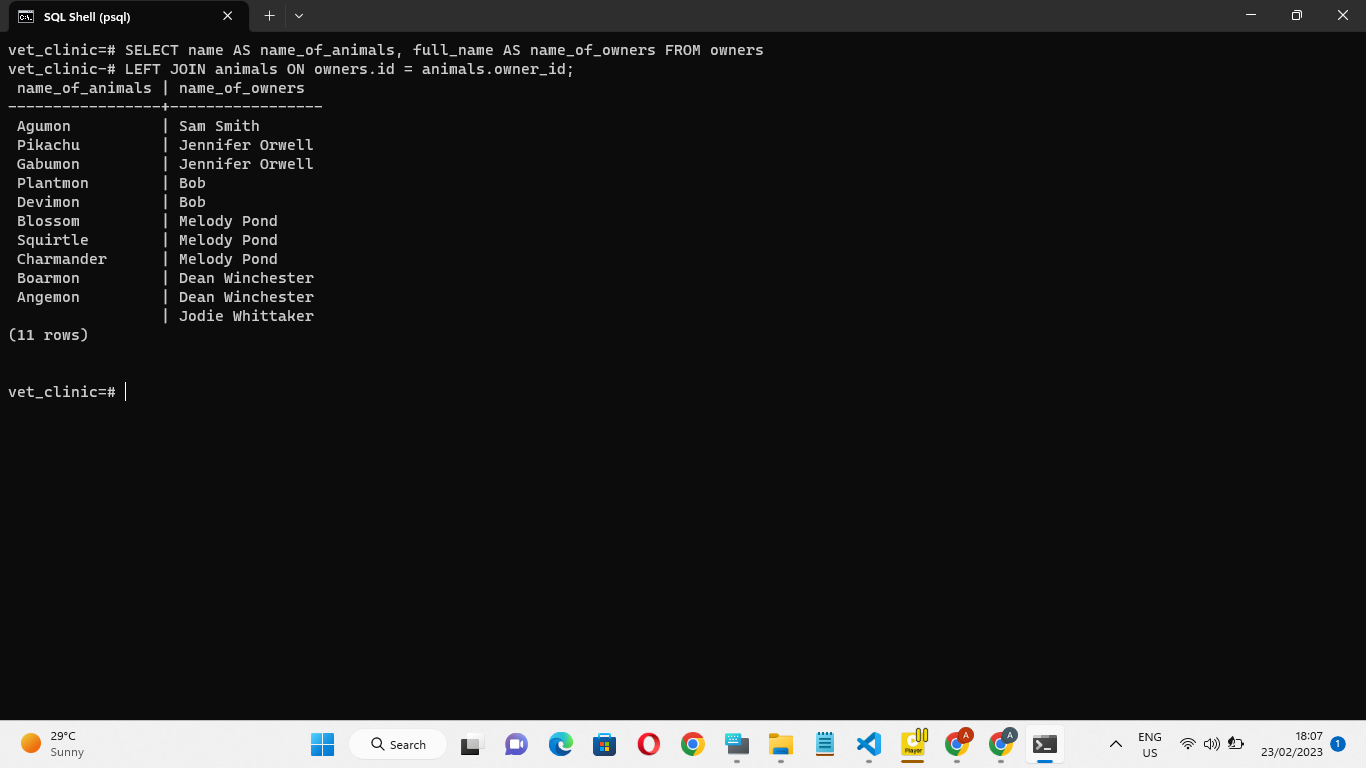 SQL Shell (psql)
vet_clinic=# SELECT name AS name_of_animals, full_name AS name_of_owners FROM owners
vet_clinic-# LEFT JOIN animals ON owners.id = animals.owner_id;
 name_of_animals | name_of_owners
-----------------+-----------------
 Agumon          | Sam Smith
 Pikachu         | Jennifer Orwell
 Gabumon         | Jennifer Orwell
 Plantmon        | Bob
 Devimon         | Bob
 Blossom         | Melody Pond
 Squirtle        | Melody Pond
 Charmander      | Melody Pond
 Boarmon         | Dean Winchester
 Angemon         | Dean Winchester
                 | Jodie Whittaker
(11 rows)
vet_clinic=#
29°C
Sunny
Search
Player
A
A
ENG
US
18:07
23/02/2023
1